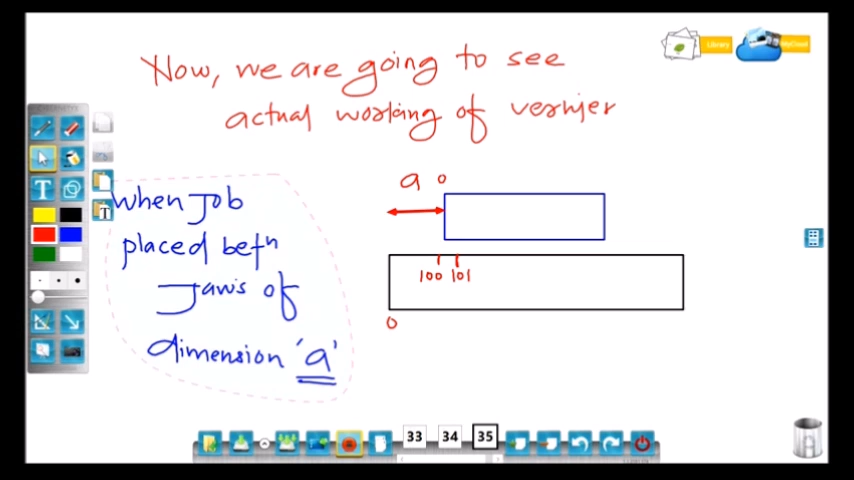 Now, we are going to see
actual working of vernier
Library
MyCloud
when Job
placed betn
Jaws of
dimension 'a'
a
0
100 101
0
T
T
33 34 35